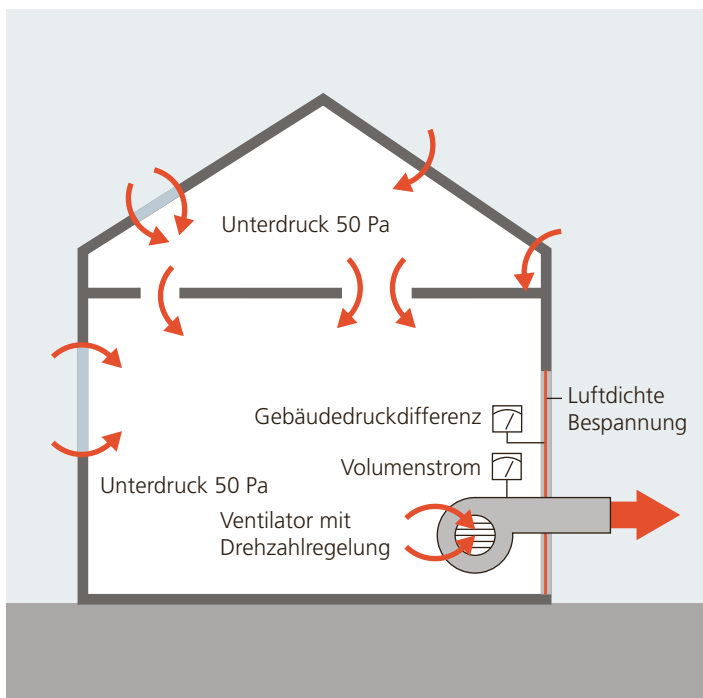 Unterdruck 50 Pa
Luftdichte
Bespannung
Gebäudedruckdifferenz
Volumenstrom
Unterdruck 50 Pa
Ventilator mit
Drehzahlregelung